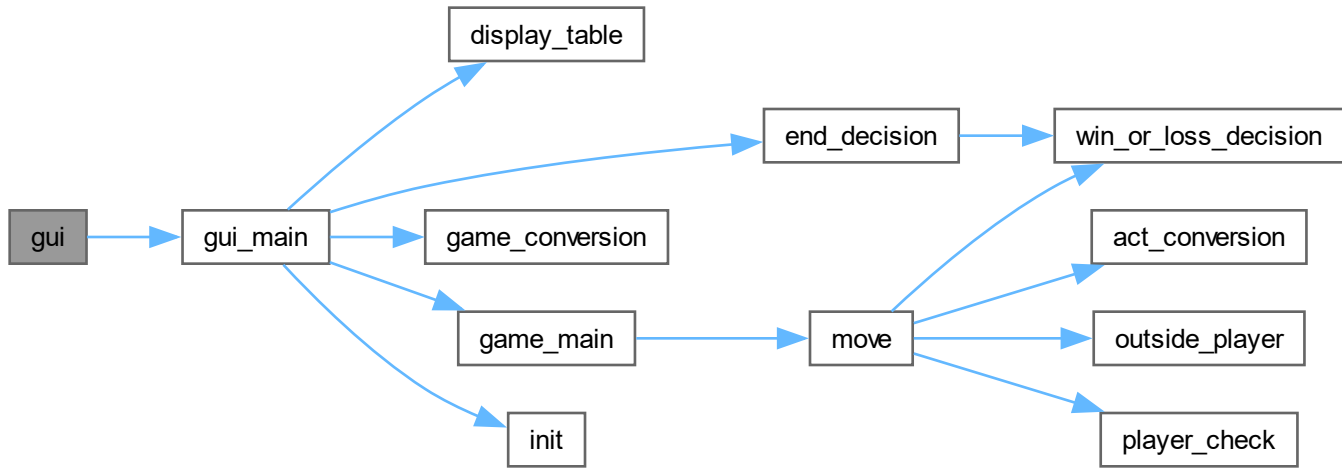 display_table
end_decision
win_or_loss_decision
gui
gui_main
game_conversion
act_conversion
game_main
move
outside_player
init
player_check